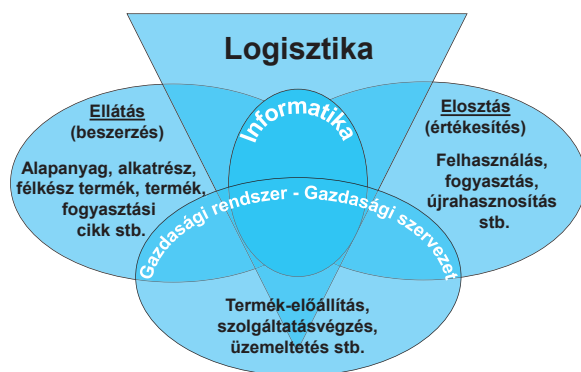 Logisztika
Informatika
Ellátás
(beszerzés)
Alapanyag, alkatrész,
félkész termék, termék,
fogyasztási
cikk stb.
Elosztás
(értékesítés)
Felhasználás,
fogyasztás,
újrahasznosítás
stb.
Gazdasági rendszer - Gazdasági szervezet
Termék-előállítás,
szolgáltatásvégzés,
üzemeltetés stb.